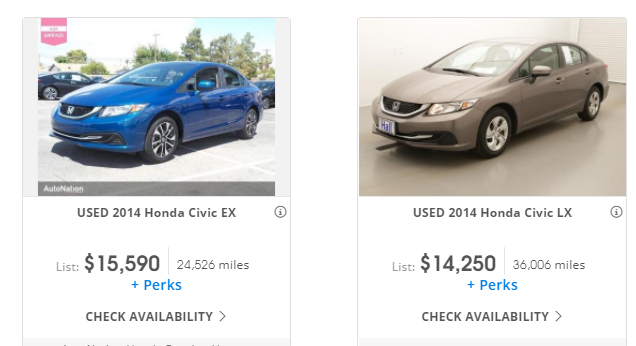 AutoNation
Hall
USED 2014 Honda Civic EX
USED 2014 Honda Civic LX
List: $15,590 24,526 miles
+ Perks
List: $14,250 36,006 miles
+ Perks
CHECK AVAILABILITY
CHECK AVAILABILITY